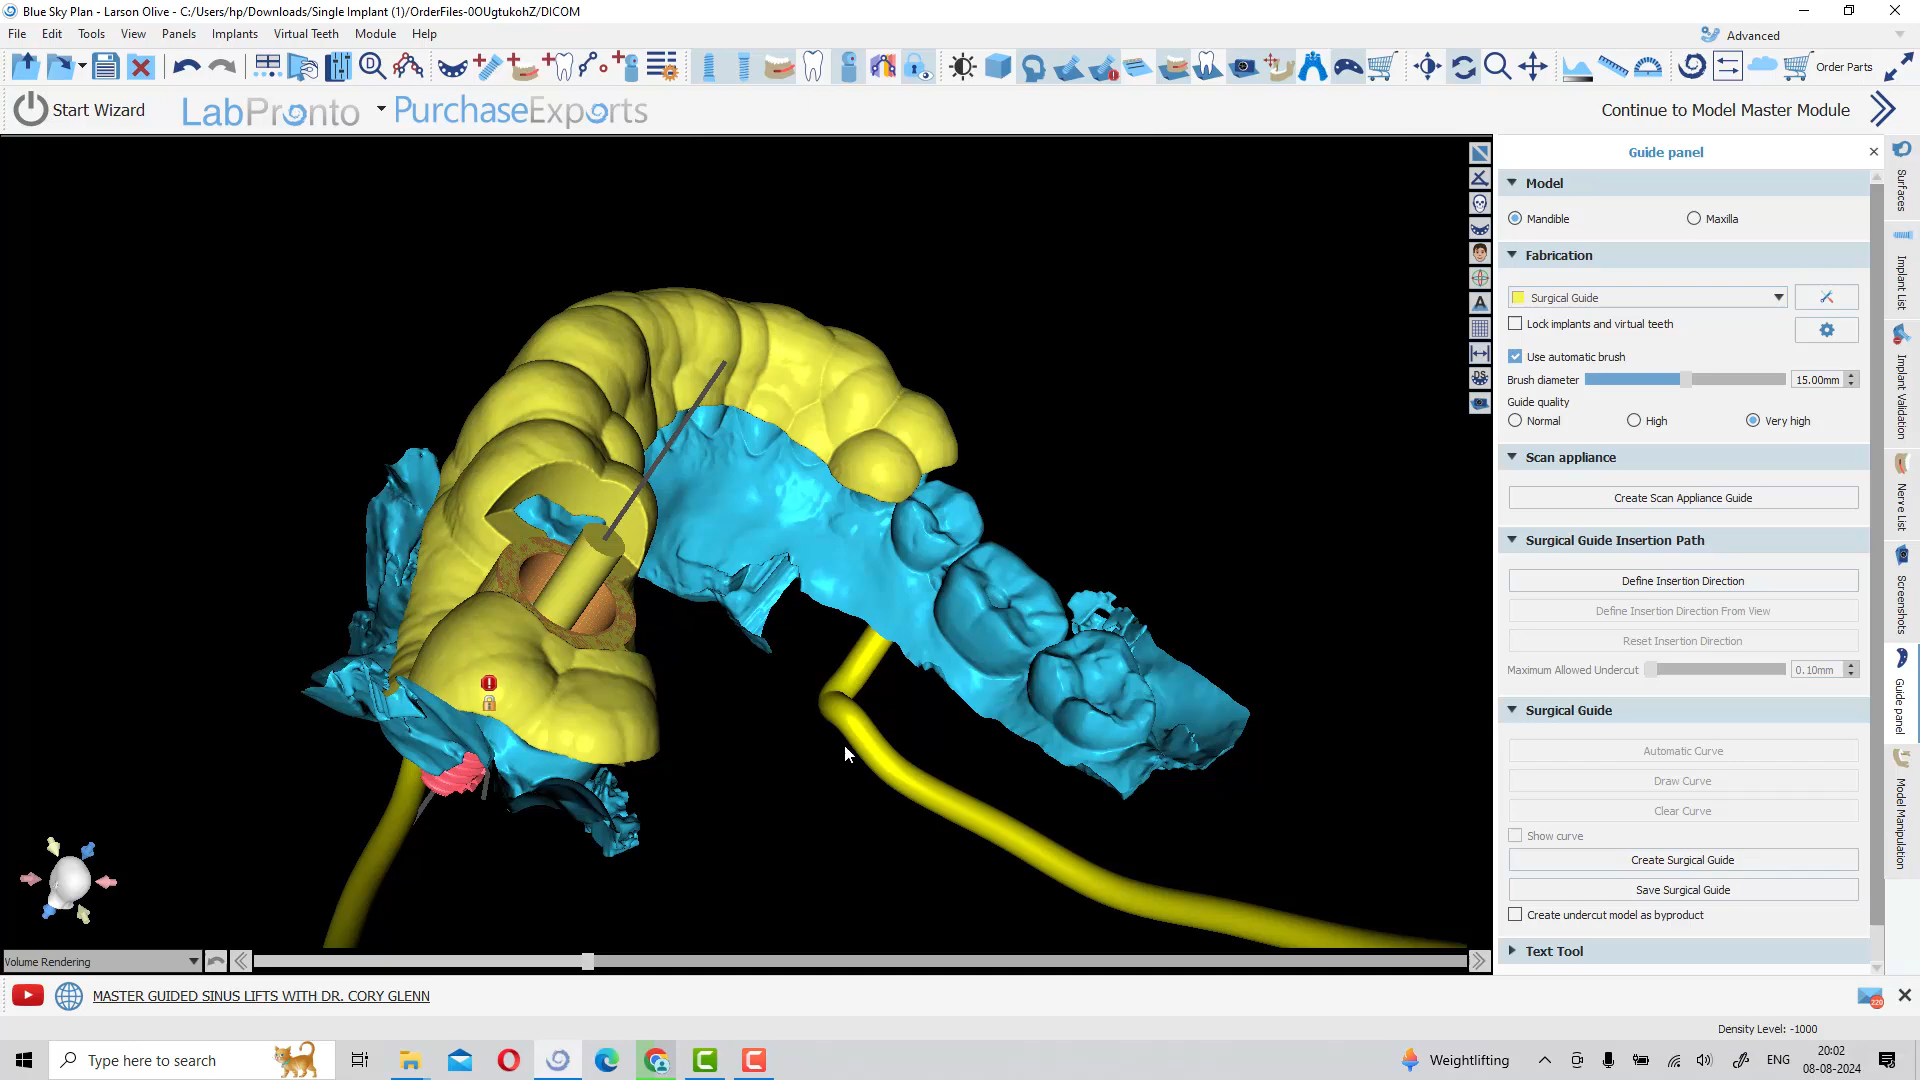 Blue Sky Plan - Larson Olive - C:/Users/hp/Downloads/Single Implant (1)/OrderFiles-0OUgtukohZ/DICOM
File Edit Tools View Panels Implants Virtual Teeth Module Help
Advanced
Order Parts
Start Wizard LabPronto PurchaseExports Continue to Model Master Module
Guide panel
Model
Mandible Maxilla
Fabrication
Surgical Guide
Lock implants and virtual teeth
Use automatic brush
Brush diameter 15.00mm
Guide quality
Normal High Very high
Scan appliance
Create Scan Appliance Guide
Surgical Guide Insertion Path
Define Insertion Direction
Define Insertion Direction From View
Reset Insertion Direction
Maximum Allowed Undercut 0.10mm
Surgical Guide
Automatic Curve
Draw Curve
Clear Curve
Show curve
Create Surgical Guide
Save Surgical Guide
Create undercut model as byproduct
Text Tool
Surfaces
Implant List
Implant Validation
Nerve List
Screenshots
Guide panel
Model Manipulation
A
DS
Volume Rendering
MASTER GUIDED SINUS LIFTS WITH DR. CORY GLENN
220
Density Level: -1000
Type here to search
Weightlifting
ENG
20:02
08-08-2024